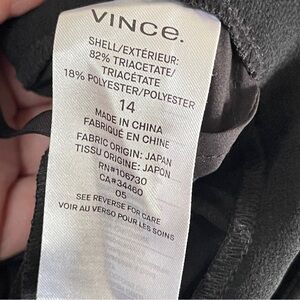 VINCE.
SHELL/EXTÉRIEUR:
82% TRIACETATE/
TRIACÉTATE
18% POLYESTER/POLYESTER
14
MADE IN CHINA
FABRIQUÉ EN CHINE
FABRIC ORIGIN: JAPAN
TISSU ORIGINE: JAPON
RN#106730
CA#34460
05
SEE REVERSE FOR CARE
VOIR AU VERSO POUR LES SOINS